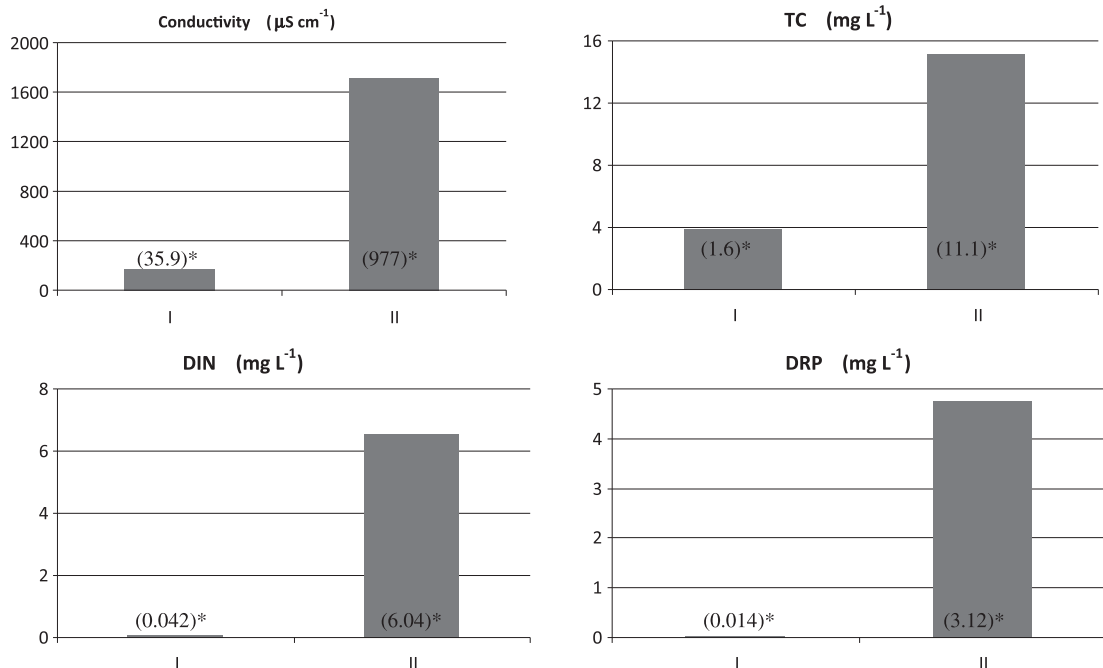 Conductivity (μS cm⁻¹)
2000
1600
1200
800
400
0
(35.9)*
(977)*
I
II
TC (mg L⁻¹)
16
12
8
4
0
(1.6)*
(11.1)*
I
II
DIN (mg L⁻¹)
8
6
4
2
0
(0.042)*
(6.04)*
I
II
DRP (mg L⁻¹)
5
4
3
2
1
0
(0.014)*
(3.12)*
I
II